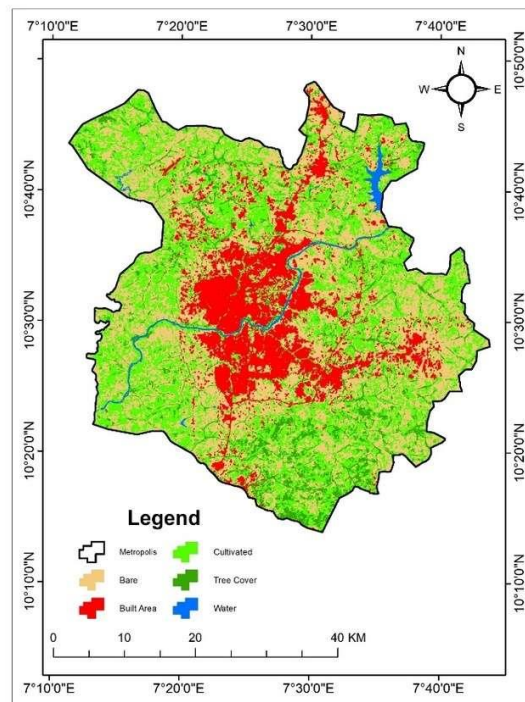 7°10'0"E 7°20'0"E 7°30'0"E 7°40'0"E
10°50'0"N
N
W E
S
10°40'0"N 10°40'0"N
10°30'0"N 10°30'0"N
10°20'0"N 10°20'0"N
Legend
Metropolis Cultivated
Bare Tree Cover
Built Area Water
10°10'0"N 10°10'0"N
0 10 20 40 KM
7°10'0"E 7°20'0"E 7°30'0"E 7°40'0"E